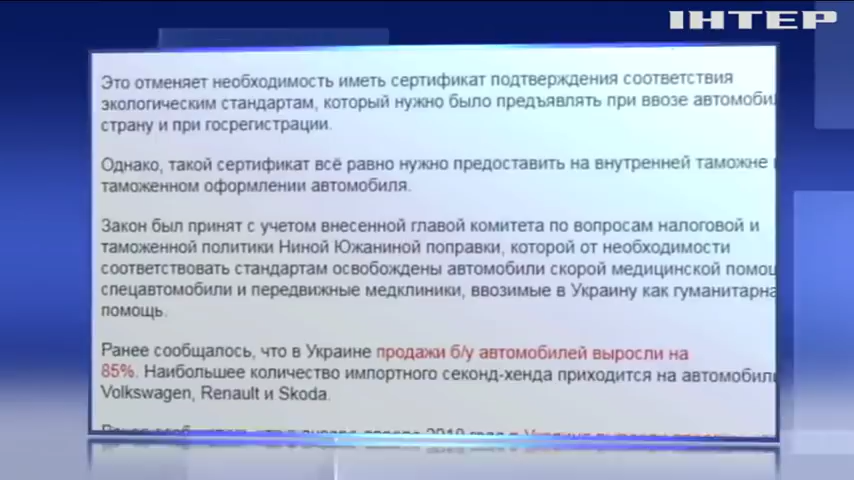 ІНТЕР
Это отменяет необходимость иметь сертификат подтверждения соответствия
экологическим стандартам, который нужно было предъявлять при ввозе автомобил
страну и при госрегистрации.
Однако, такой сертификат всё равно нужно предоставить на внутренней таможне
таможенном оформлении автомобиля.
Закон был принят с учетом внесенной главой комитета по вопросам налоговой и
таможенной политики Ниной Южаниной поправки, которой от необходимости
соответствовать стандартам освобождены автомобили скорой медицинской помощ
спецавтомобили и передвижные медклиники, ввозимые в Украину как гуманитарна
помощь.
Ранее сообщалось, что в Украине продажи б/у автомобилей выросли на
85%. Наибольшее количество импортного секонд-хенда приходится на автомобил
Volkswagen, Renault и Skoda.